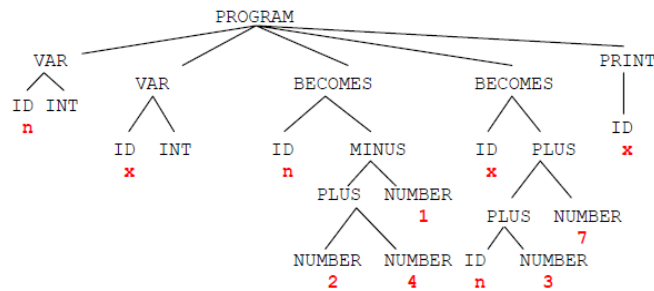 PROGRAM
VAR VAR BECOMES BECOMES PRINT
ID INT
n
ID
x
INT
ID
n
MINUS
ID
x
PLUS
ID
x
PLUS
NUMBER
1
PLUS
NUMBER
7
NUMBER
2
NUMBER
4
ID
n
NUMBER
3